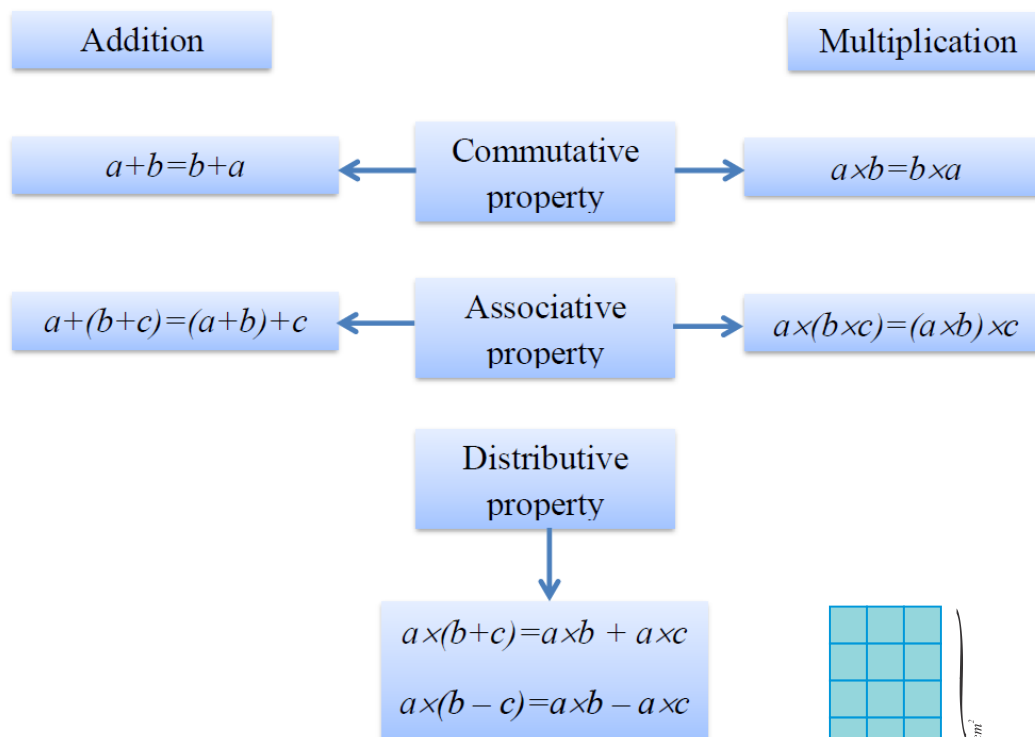 Addition
Multiplication
a+b=b+a
Commutative
property
a×b=b×a
a+(b+c)=(a+b)+c
Associative
property
a×(b×c)=(a×b)×c
Distributive
property
a×(b+c)=a×b + a×c
a×(b – c)=a×b – a×c